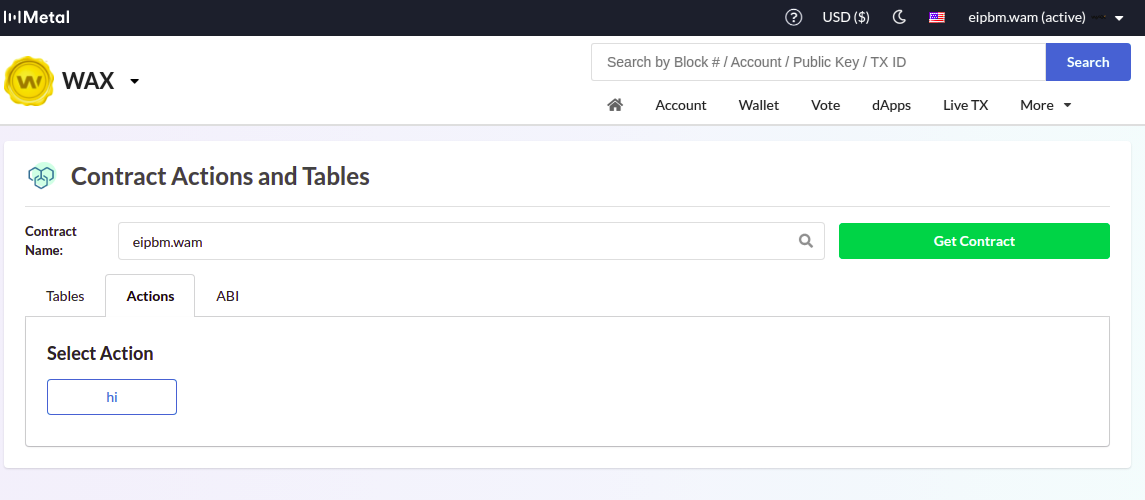 Metal
USD ($)
eipbm.wam (active)
WAX
Search by Block # / Account / Public Key / TX ID
Search
Account
Wallet
Vote
dApps
Live TX
More
Contract Actions and Tables
Contract
Name:
eipbm.wam
Get Contract
Tables
Actions
ABI
Select Action
hi